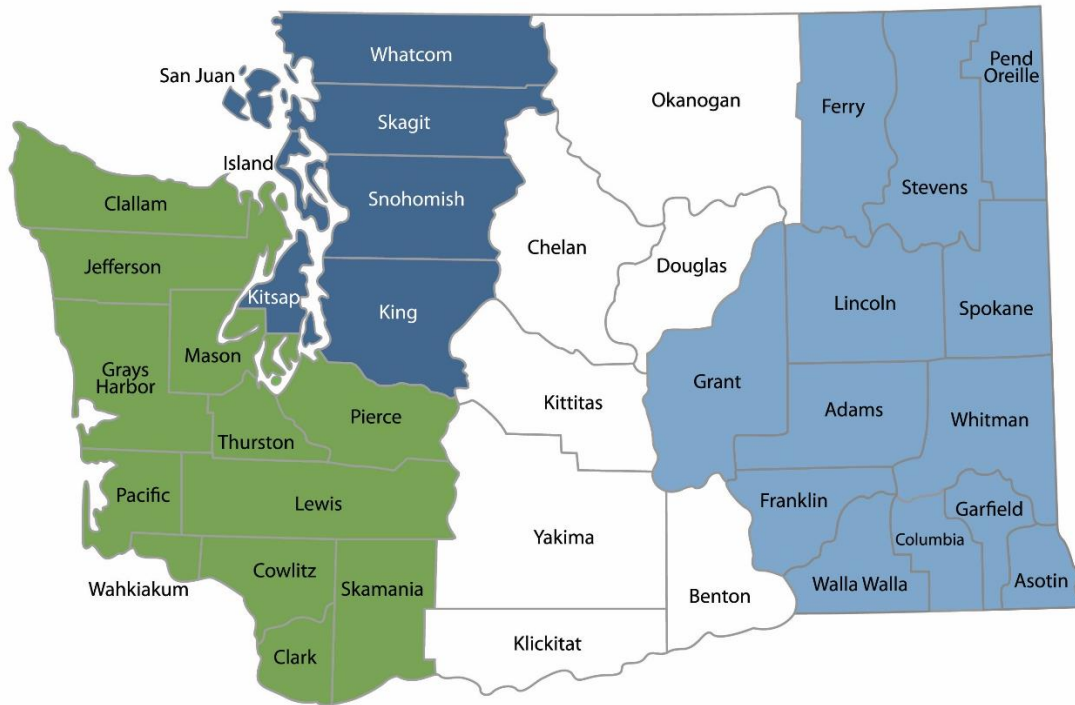 Whatcom
San Juan
Pend
Oreille
Okanogan
Ferry
Skagit
Island
Stevens
Snohomish
Clallam
Chelan
Jefferson
Douglas
Kitsap
Lincoln
Spokane
King
Mason
Grays
Harbor
Grant
Kittitas
Adams
Whitman
Pierce
Thurston
Pacific
Lewis
Franklin
Garfield
Yakima
Columbia
Cowlitz
Skamania
Wahkiakum
Walla Walla
Asotin
Benton
Klickitat
Clark